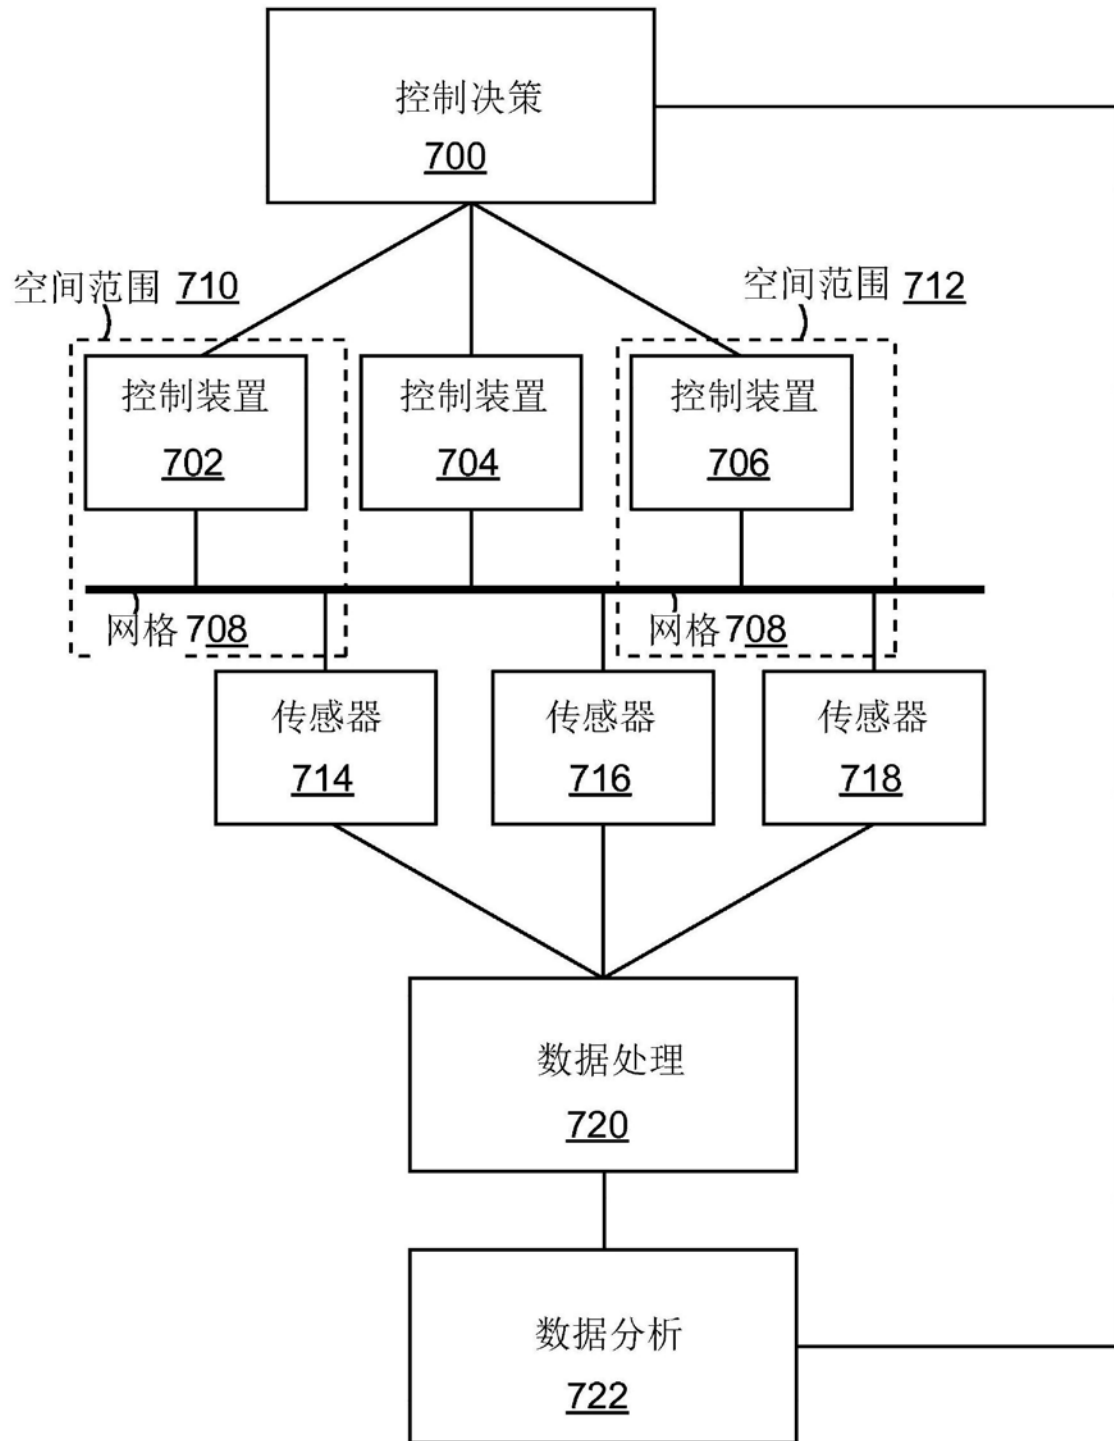 控制决策
700
空间范围 710
空间范围 712
控制装置
702
控制装置
704
控制装置
706
网格 708
网格 708
传感器
714
传感器
716
传感器
718
数据处理
720
数据分析
722